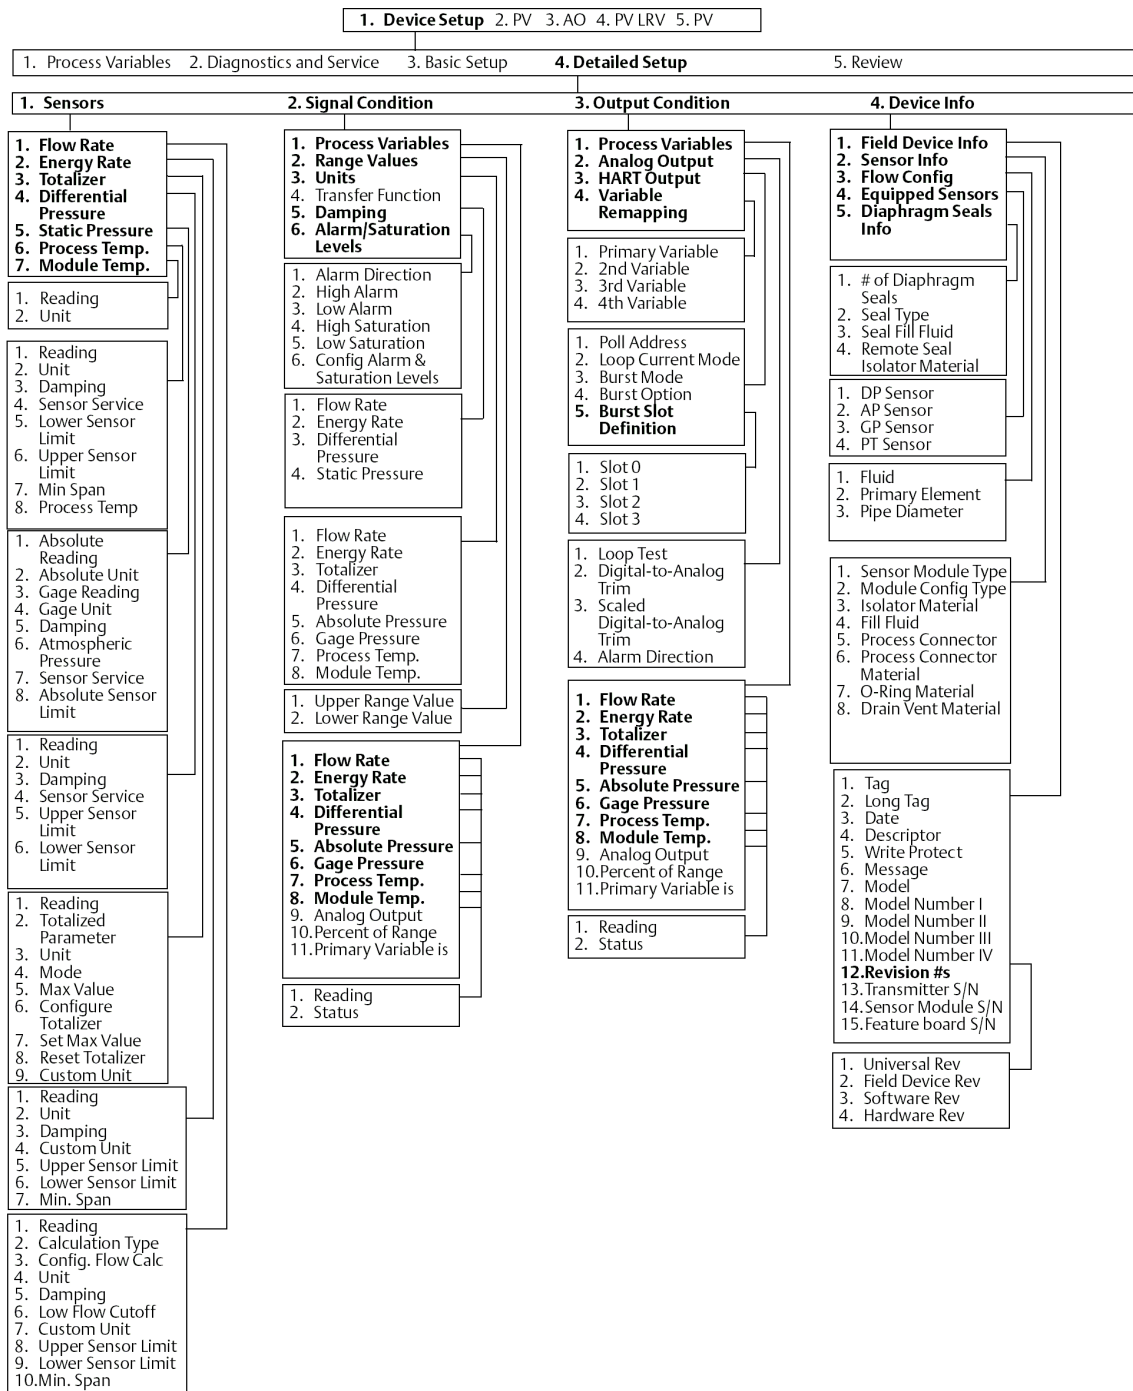 1. Device Setup 2. PV 3. AO 4. PV LRV 5. PV
1. Process Variables 2. Diagnostics and Service 3. Basic Setup 4. Detailed Setup 5. Review
1. Sensors 2. Signal Condition 3. Output Condition 4. Device Info
1. Flow Rate
2. Energy Rate
3. Totalizer
4. Differential
Pressure
5. Static Pressure
6. Process Temp.
7. Module Temp.
1. Reading
2. Unit
1. Reading
2. Unit
3. Damping
4. Sensor Service
5. Lower Sensor
Limit
6. Upper Sensor
Limit
7. Min Span
8. Process Temp
1. Absolute
Reading
2. Absolute Unit
3. Gage Reading
4. Gage Unit
5. Damping
6. Atmospheric
Pressure
7. Sensor Service
8. Absolute Sensor
Limit
1. Reading
2. Unit
3. Damping
4. Sensor Service
5. Upper Sensor
Limit
6. Lower Sensor
Limit
1. Reading
2. Totalized
Parameter
3. Unit
4. Mode
5. Max Value
6. Configure
Totalizer
7. Set Max Value
8. Reset Totalizer
9. Custom Unit
1. Reading
2. Unit
3. Damping
4. Custom Unit
5. Upper Sensor Limit
6. Lower Sensor Limit
7. Min. Span
1. Reading
2. Calculation Type
3. Config. Flow Calc
4. Unit
5. Damping
6. Low Flow Cutoff
7. Custom Unit
8. Upper Sensor Limit
9. Lower Sensor Limit
10.Min. Span
1. Process Variables
2. Range Values
3. Units
4. Transfer Function
5. Damping
6. Alarm/Saturation
Levels
1. Alarm Direction
2. High Alarm
3. Low Alarm
4. High Saturation
5. Low Saturation
6. Config Alarm &
Saturation Levels
1. Flow Rate
2. Energy Rate
3. Differential
Pressure
4. Static Pressure
1. Flow Rate
2. Energy Rate
3. Totalizer
4. Differential
Pressure
5. Absolute Pressure
6. Gage Pressure
7. Process Temp.
8. Module Temp.
1. Upper Range Value
2. Lower Range Value
1. Flow Rate
2. Energy Rate
3. Totalizer
4. Differential
Pressure
5. Absolute Pressure
6. Gage Pressure
7. Process Temp.
8. Module Temp.
9. Analog Output
10.Percent of Range
11.Primary Variable is
1. Reading
2. Status
1. Process Variables
2. Analog Output
3. HART Output
4. Variable
Remapping
1. Primary Variable
2. 2nd Variable
3. 3rd Variable
4. 4th Variable
1. Poll Address
2. Loop Current Mode
3. Burst Mode
4. Burst Option
5. Burst Slot
Definition
1. Slot 0
2. Slot 1
3. Slot 2
4. Slot 3
1. Loop Test
2. Digital-to-Analog
Trim
3. Scaled
Digital-to-Analog
Trim
4. Alarm Direction
1. Flow Rate
2. Energy Rate
3. Totalizer
4. Differential
Pressure
5. Absolute Pressure
6. Gage Pressure
7. Process Temp.
8. Module Temp.
9. Analog Output
10.Percent of Range
11.Primary Variable is
1. Reading
2. Status
1. Field Device Info
2. Sensor Info
3. Flow Config
4. Equipped Sensors
5. Diaphragm Seals
Info
1. # of Diaphragm
Seals
2. Seal Type
3. Seal Fill Fluid
4. Remote Seal
Isolator Material
1. DP Sensor
2. AP Sensor
3. GP Sensor
4. PT Sensor
1. Fluid
2. Primary Element
3. Pipe Diameter
1. Sensor Module Type
2. Module Config Type
3. Isolator Material
4. Fill Fluid
5. Process Connector
6. Process Connector
Material
7. O-Ring Material
8. Drain Vent Material
1. Tag
2. Long Tag
3. Date
4. Descriptor
5. Write Protect
6. Message
7. Model
8. Model Number I
9. Model Number II
10.Model Number III
11.Model Number IV
12.Revision #s
13.Transmitter S/N
14.Sensor Module S/N
15.Feature board S/N
1. Universal Rev
2. Field Device Rev
3. Software Rev
4. Hardware Rev